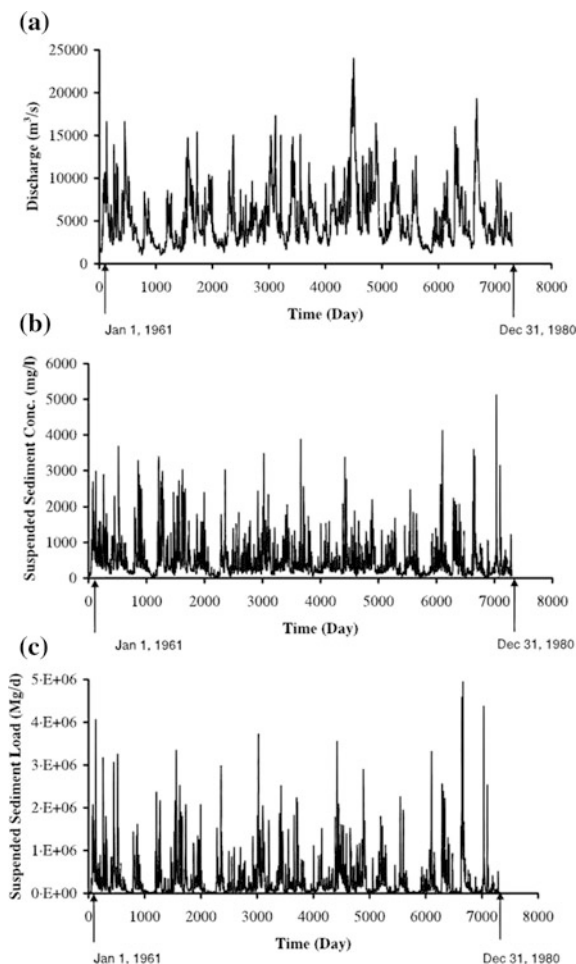 (a)
Discharge (m³/s)
25000
20000
15000
10000
5000
0
0 1000 2000 3000 4000 5000 6000 7000 8000
Time (Day)
Jan 1, 1961
Dec 31, 1980
(b)
Suspended Sediment Conc. (mg/l)
6000
5000
4000
3000
2000
1000
0
0 1000 2000 3000 4000 5000 6000 7000 8000
Time (Day)
Jan 1, 1961
Dec 31, 1980
(c)
Suspended Sediment Load (Mg/d)
5·E+06
4·E+06
3·E+06
2·E+06
1·E+06
0·E+00
0 1000 2000 3000 4000 5000 6000 7000 8000
Time (Day)
Jan 1, 1961
Dec 31, 1980